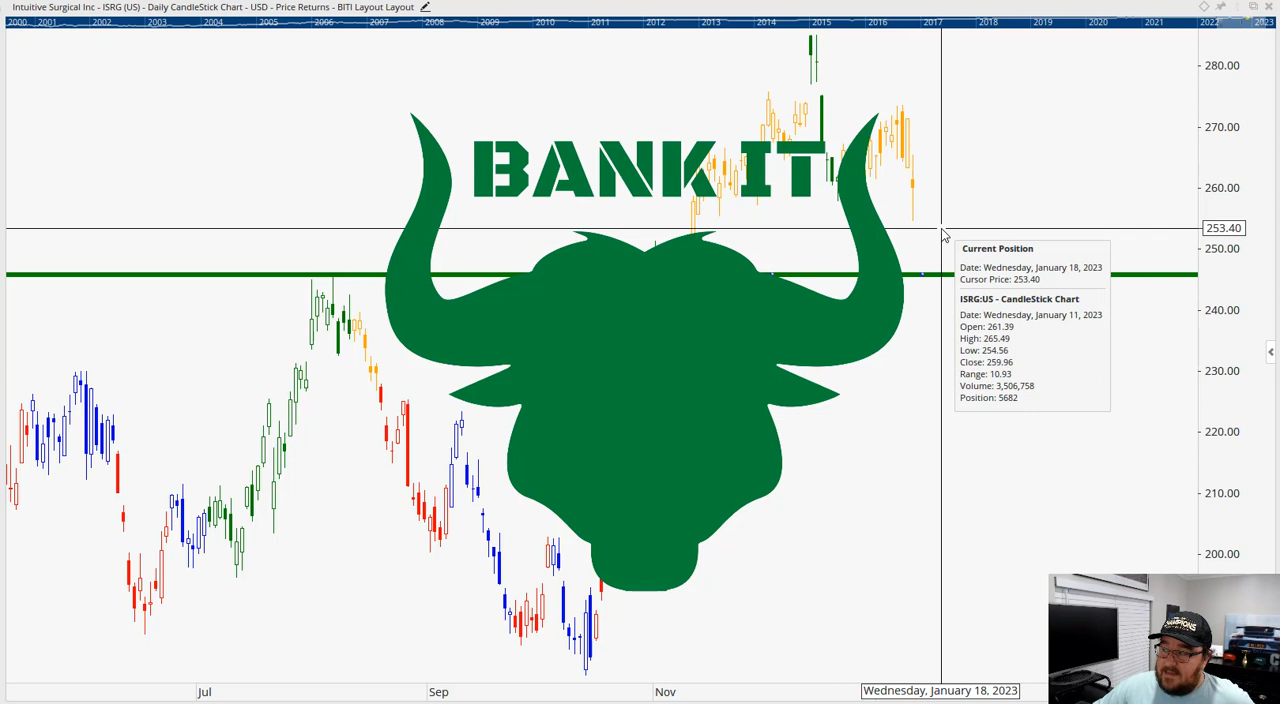 Intuitive Surgical Inc - ISRG (US) - Daily CandleStick Chart - USD - Price Returns - BITI Layout Layout
2000 2001 2002 2003 2004 2005 2006 2007 2008 2009 2010 2011 2012 2013 2014 2015 2016 2017 2018 2019 2020 2021 2022 2023
280.00
270.00
BANK IT
260.00
253.40
250.00
Current Position
Date: Wednesday, January 18, 2023
Cursor Price: 253.40
ISRG:US - CandleStick Chart
Date: Wednesday, January 11, 2023
Open: 261.39
High: 265.49
Low: 254.56
Close: 259.96
Range: 10.93
Volume: 3,506,758
Position: 5682
240.00
230.00
220.00
210.00
200.00
CHAMPIONS
Jul Sep Nov Wednesday, January 18, 2023